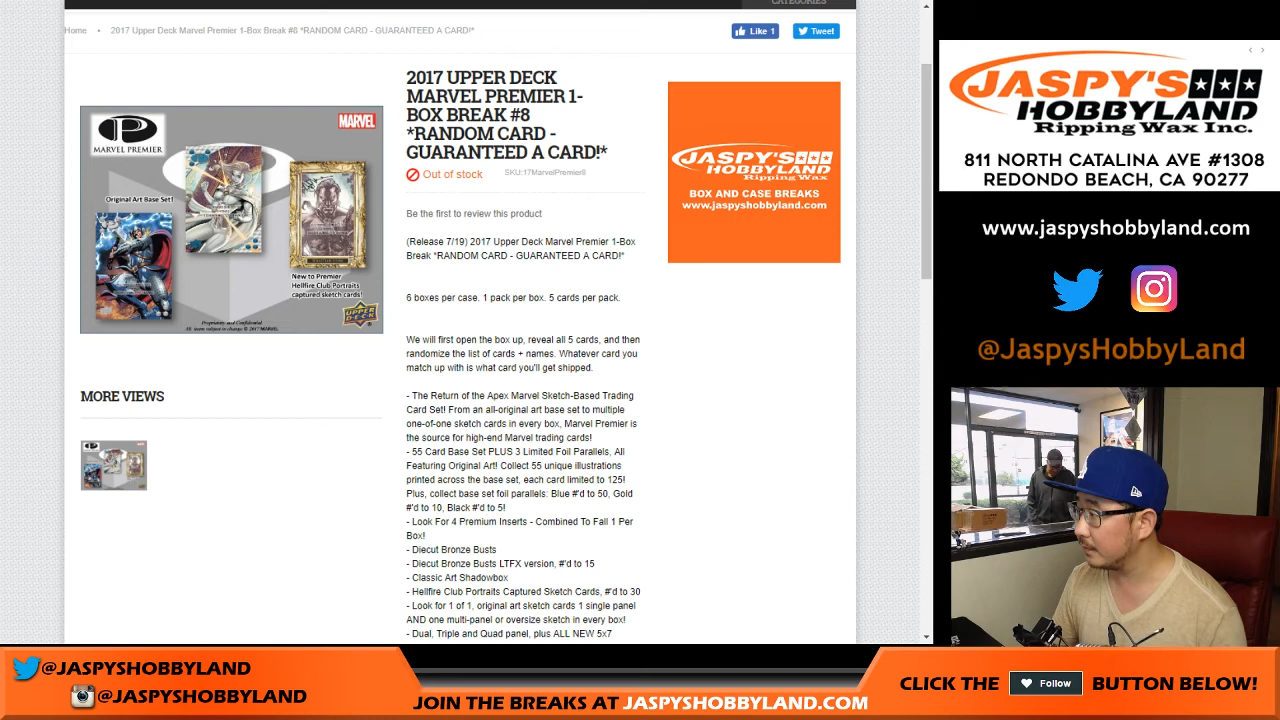 CATEGORIES
Home • 2017 Upper Deck Marvel Premier 1-Box Break #8 *RANDOM CARD - GUARANTEED A CARD!*
Like 1
Tweet
P
MARVEL PREMIER
MARVEL
Original Art Base Set!
New to Premier
Hellfire Club Portraits
captured sketch cards!
Proprietary and Confidential
All users subject to change © 2017 MARVEL
UPPER DECK
MORE VIEWS
2017 UPPER DECK
MARVEL PREMIER 1-
BOX BREAK #8
*RANDOM CARD -
GUARANTEED A CARD!*
Out of stock
SKU:17MarvelPremier8
Be the first to review this product
(Release 7/19) 2017 Upper Deck Marvel Premier 1-Box
Break *RANDOM CARD - GUARANTEED A CARD!*
6 boxes per case. 1 pack per box. 5 cards per pack.
We will first open the box up, reveal all 5 cards, and then
randomize the list of cards + names. Whatever card you
match up with is what card you'll get shipped.
- The Return of the Apex Marvel Sketch-Based Trading
Card Set! From an all-original art base set to multiple
one-of-one sketch cards in every box, Marvel Premier is
the source for high-end Marvel trading cards!
- 55 Card Base Set PLUS 3 Limited Foil Parallels, All
Featuring Original Art! Collect 55 unique illustrations
printed across the base set, each card limited to 125!
Plus, collect base set foil parallels: Blue #'d to 50, Gold
#'d to 10, Black #'d to 5!
- Look For 4 Premium Inserts - Combined To Fall 1 Per
Box!
- Diecut Bronze Busts
- Diecut Bronze Busts LTFX version, #'d to 15
- Classic Art Shadowbox
- Hellfire Club Portraits Captured Sketch Cards, #'d to 30
- Look for 1 of 1, original art sketch cards 1 single panel
AND one multi-panel or oversize sketch in every box!
- Dual, Triple and Quad panel, plus ALL NEW 5x7
JASPY'S
HOBBYLAND
Ripping Wax
BOX AND CASE BREAKS
www.jaspyshobbyland.com
JASPY'S
HOBBYLAND
Ripping Wax Inc.
811 NORTH CATALINA AVE #1308
REDONDO BEACH, CA 90277
www.jaspyshobbyland.com
@JaspysHobbyLand
LA
@JASPYSHOBBYLAND
@JASPYSHOBBYLAND
JOIN THE BREAKS AT JASPYSHOBBYLAND.COM
CLICK THE Follow BUTTON BELOW!